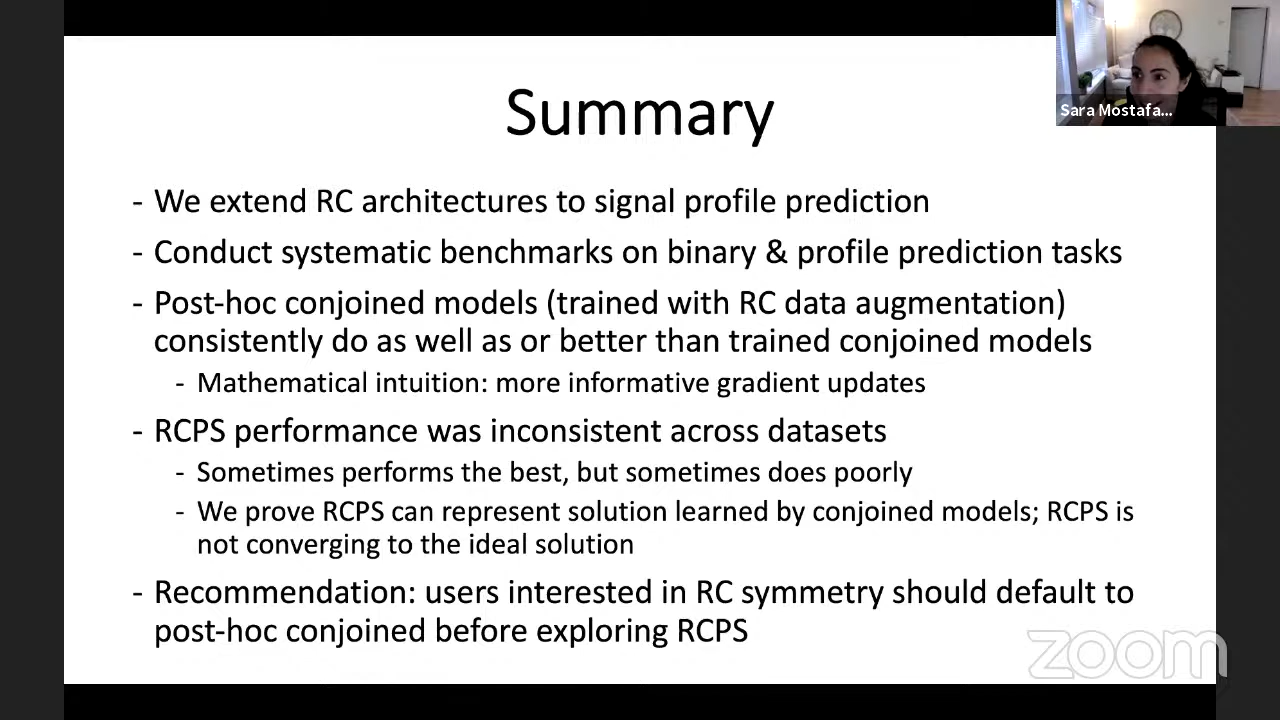 Summary
Sara Mostafa...
- We extend RC architectures to signal profile prediction
- Conduct systematic benchmarks on binary & profile prediction tasks
- Post-hoc conjoined models (trained with RC data augmentation)
consistently do as well as or better than trained conjoined models
- Mathematical intuition: more informative gradient updates
- RCPS performance was inconsistent across datasets
- Sometimes performs the best, but sometimes does poorly
- We prove RCPS can represent solution learned by conjoined models; RCPS is
not converging to the ideal solution
- Recommendation: users interested in RC symmetry should default to
post-hoc conjoined before exploring RCPS
zoom